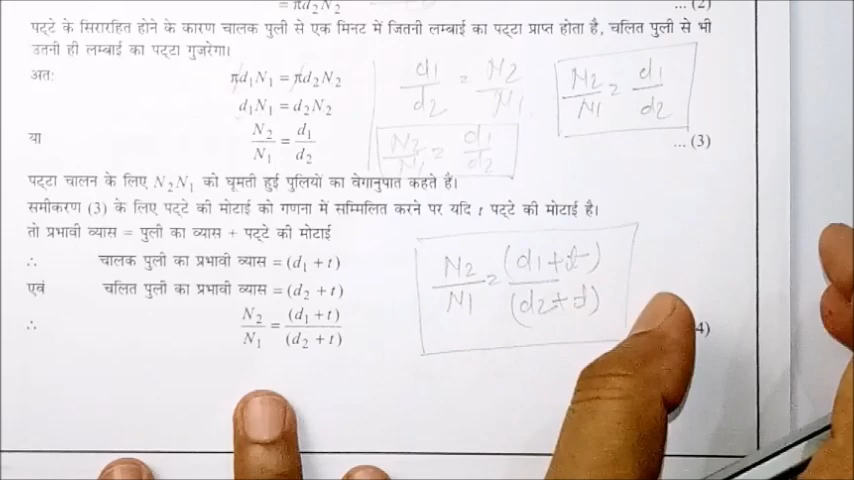 = πd₂N₂ ... (2)
पट्टे के सिरारहित होने के कारण चालक पुली से एक मिनट में जितनी लम्बाई का पट्टा प्राप्त होता है, चलित पुली से भी
उतनी ही लम्बाई का पट्टा गुजरेगा।
अतः πd₁N₁ = πd₂N₂
d₁N₁ = d₂N₂
या N₂/N₁ = d₁/d₂ ... (3)
d₁/d₂ = N₂/N₁
N₂/N₁ = d₁/d₂
N₂/N₁ = d₁/d₂
पट्टा चालन के लिए N₂N₁ को घूमती हुई पुलियों का वेगानुपात कहते हैं।
समीकरण (3) के लिए पट्टे की मोटाई को गणना में सम्मिलित करने पर यदि t पट्टे की मोटाई है।
तो प्रभावी व्यास = पुली का व्यास + पट्टे की मोटाई
∴ चालक पुली का प्रभावी व्यास = (d₁ + t)
एवं चलित पुली का प्रभावी व्यास = (d₂ + t)
∴ N₂/N₁ = (d₁ + t)/(d₂ + t) 4)
N₂/N₁ = (d₁+t)/(d₂+d)